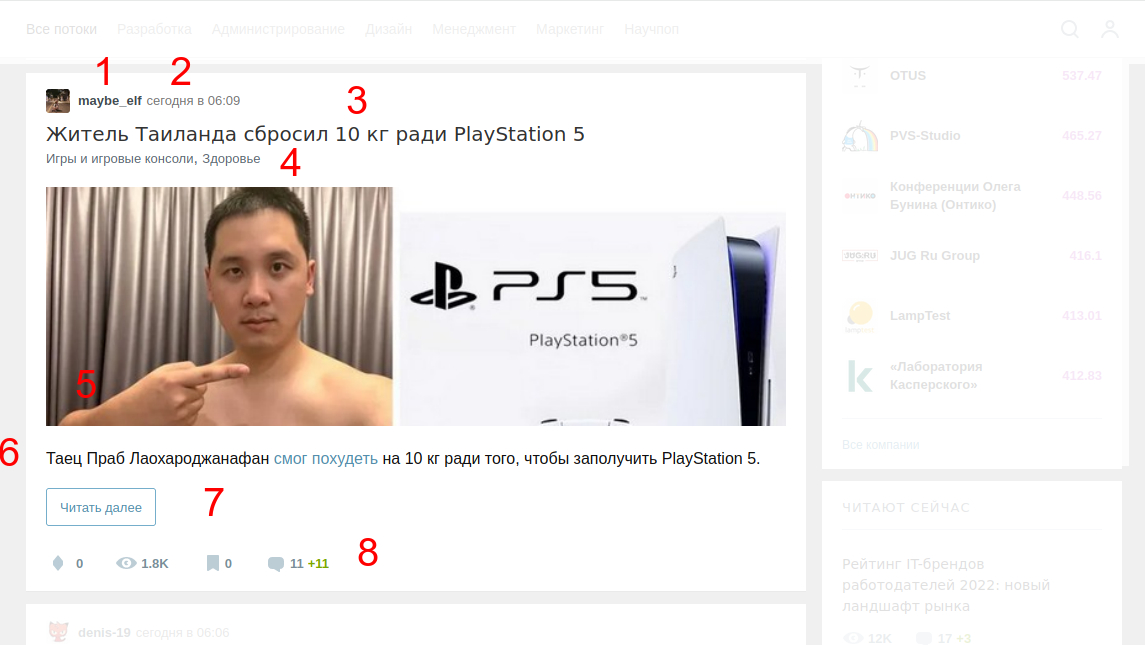 Все потоки Разработка Администрирование Дизайн Менеджмент Маркетинг Научпоп
1 2
maybe_elf сегодня в 06:09 3
Житель Таиланда сбросил 10 кг ради PlayStation 5
Игры и игровые консоли, Здоровье 4
PS5
PlayStation®5
5
6
Таец Праб Лаохароджанафан смог похудеть на 10 кг ради того, чтобы заполучить PlayStation 5.
Читать далее 7
0 1.8K 0 11 +11 8
denis-19 сегодня в 06:06
OTUS 537.47
PVS-Studio 465.27
Конференции Олега
Бунина (Онтико) 448.56
JUG Ru Group 416.1
LampTest 413.01
«Лаборатория
Касперского» 412.83
Все компании
ЧИТАЮТ СЕЙЧАС
Рейтинг IT-брендов
работодателей 2022: новый
ландшафт рынка
12K 17 +3